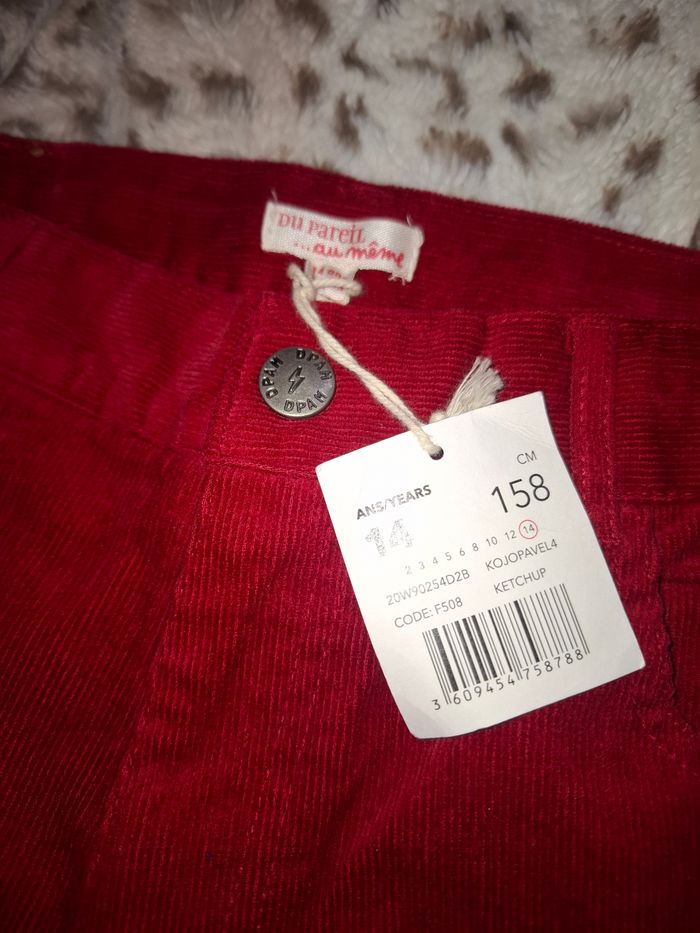 DU PAREIL
...au même
DPAM DPAM DPAM
CM
ANS/YEARS
158
14
2 3 4 5 6 8 10 12 14
20W90254D2B KOJOPAVEL4
CODE: F508 KETCHUP
3 609454 758788